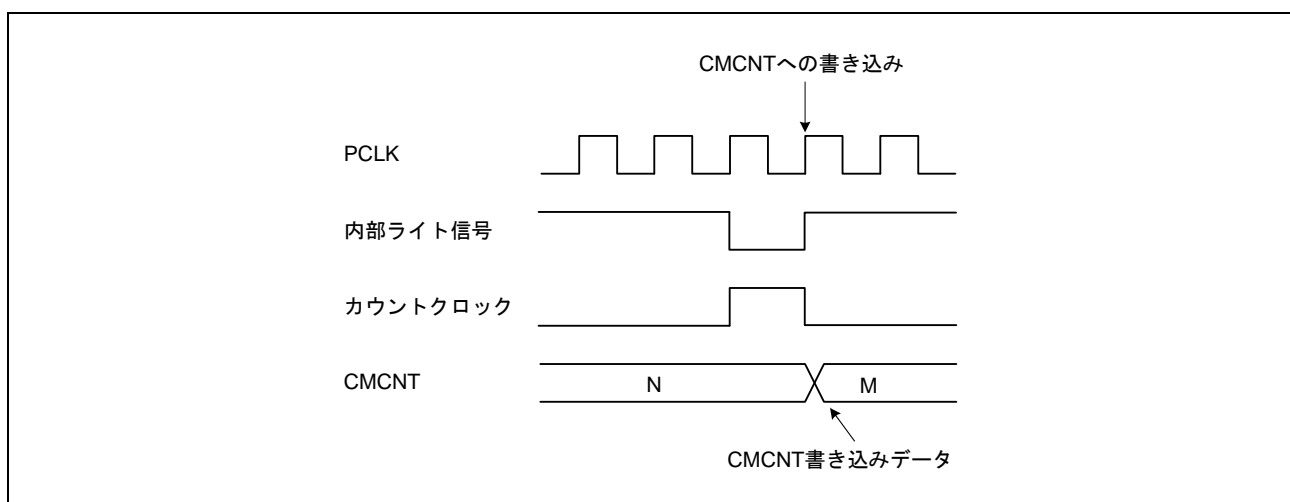 CMCNTへの書き込み
PCLK
内部ライト信号
カウントクロック
CMCNT
N
M
CMCNT書き込みデータ